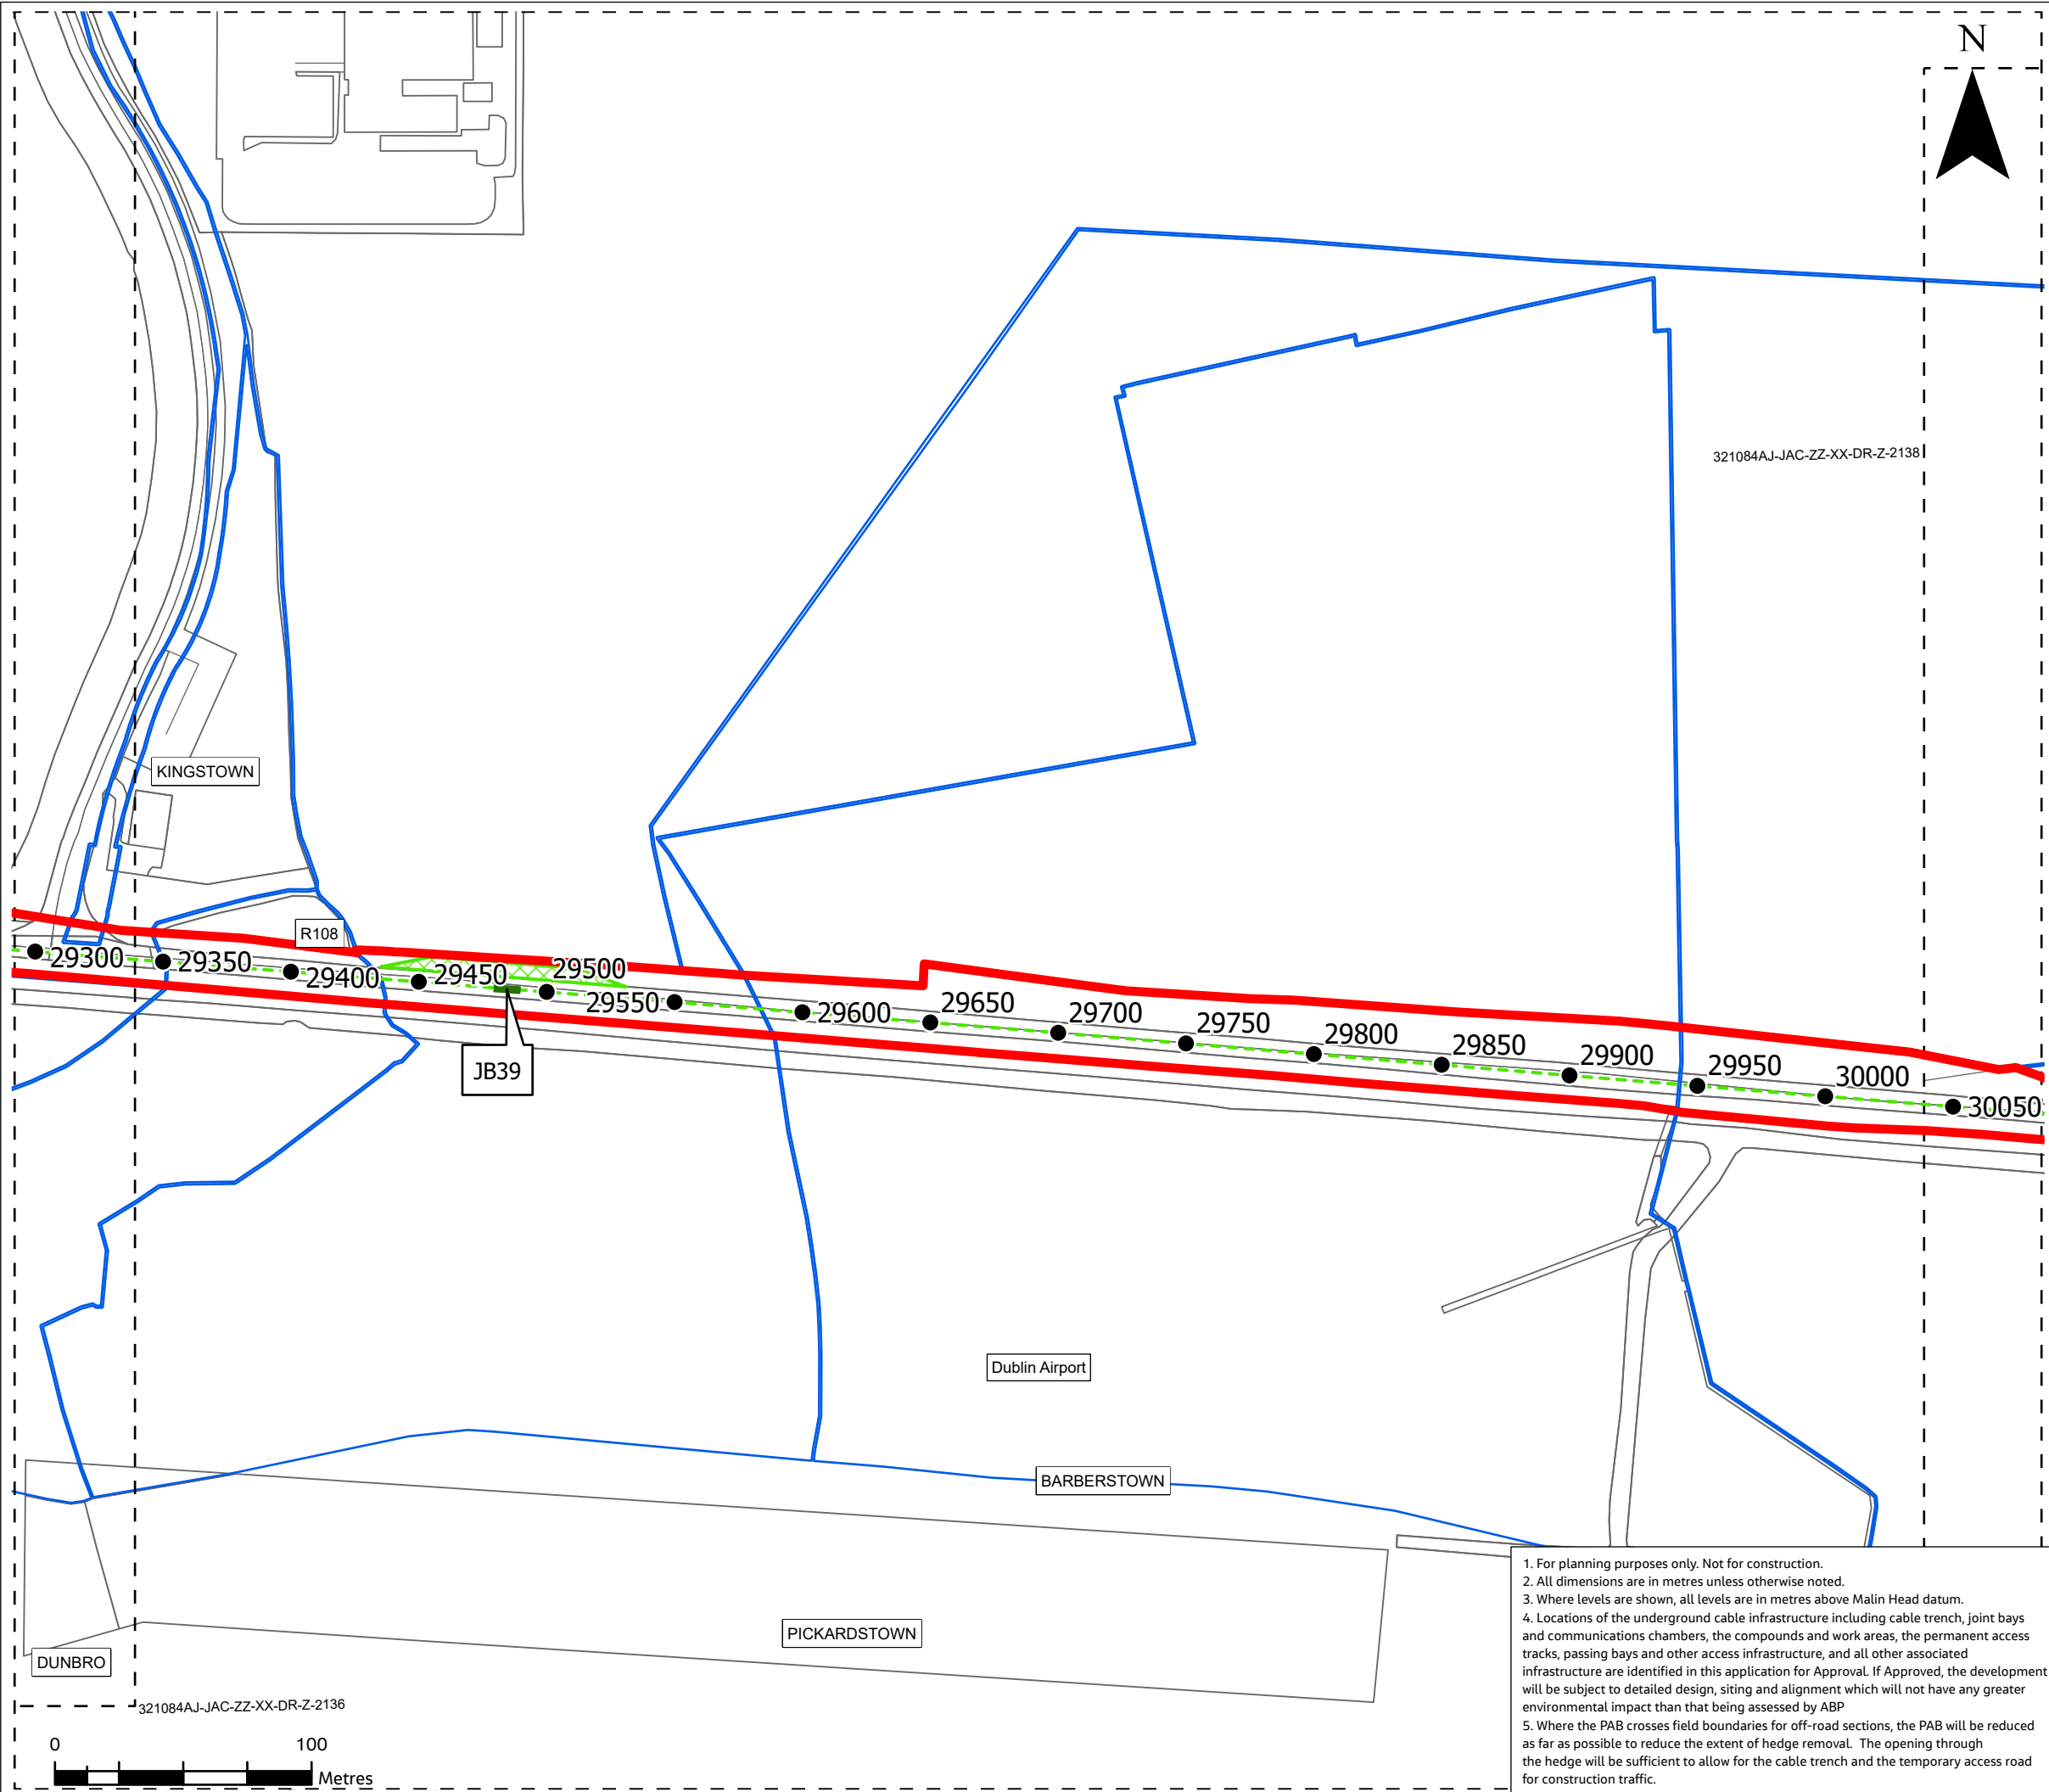 N
321084AJ-JAC-ZZ-XX-DR-Z-2138
KINGSTOWN
R108
29300
29350
29400
29450
29500
29550
29600
29650
29700
29750
29800
29850
29900
29950
30000
30050
JB39
Dublin Airport
BARBERSTOWN
PICKARDSTOWN
DUNBRO
321084AJ-JAC-ZZ-XX-DR-Z-2136
0 100
Metres
1. For planning purposes only. Not for construction.
2. All dimensions are in metres unless otherwise noted.
3. Where levels are shown, all levels are in metres above Malin Head datum.
4. Locations of the underground cable infrastructure including cable trench, joint bays
and communications chambers, the compounds and work areas, the permanent access
tracks, passing bays and other access infrastructure, and all other associated
infrastructure are identified in this application for Approval. If Approved, the development
will be subject to detailed design, siting and alignment which will not have any greater
environmental impact than that being assessed by ABP
5. Where the PAB crosses field boundaries for off-road sections, the PAB will be reduced
as far as possible to reduce the extent of hedge removal. The opening through
the hedge will be sufficient to allow for the cable trench and the temporary access road
for construction traffic.